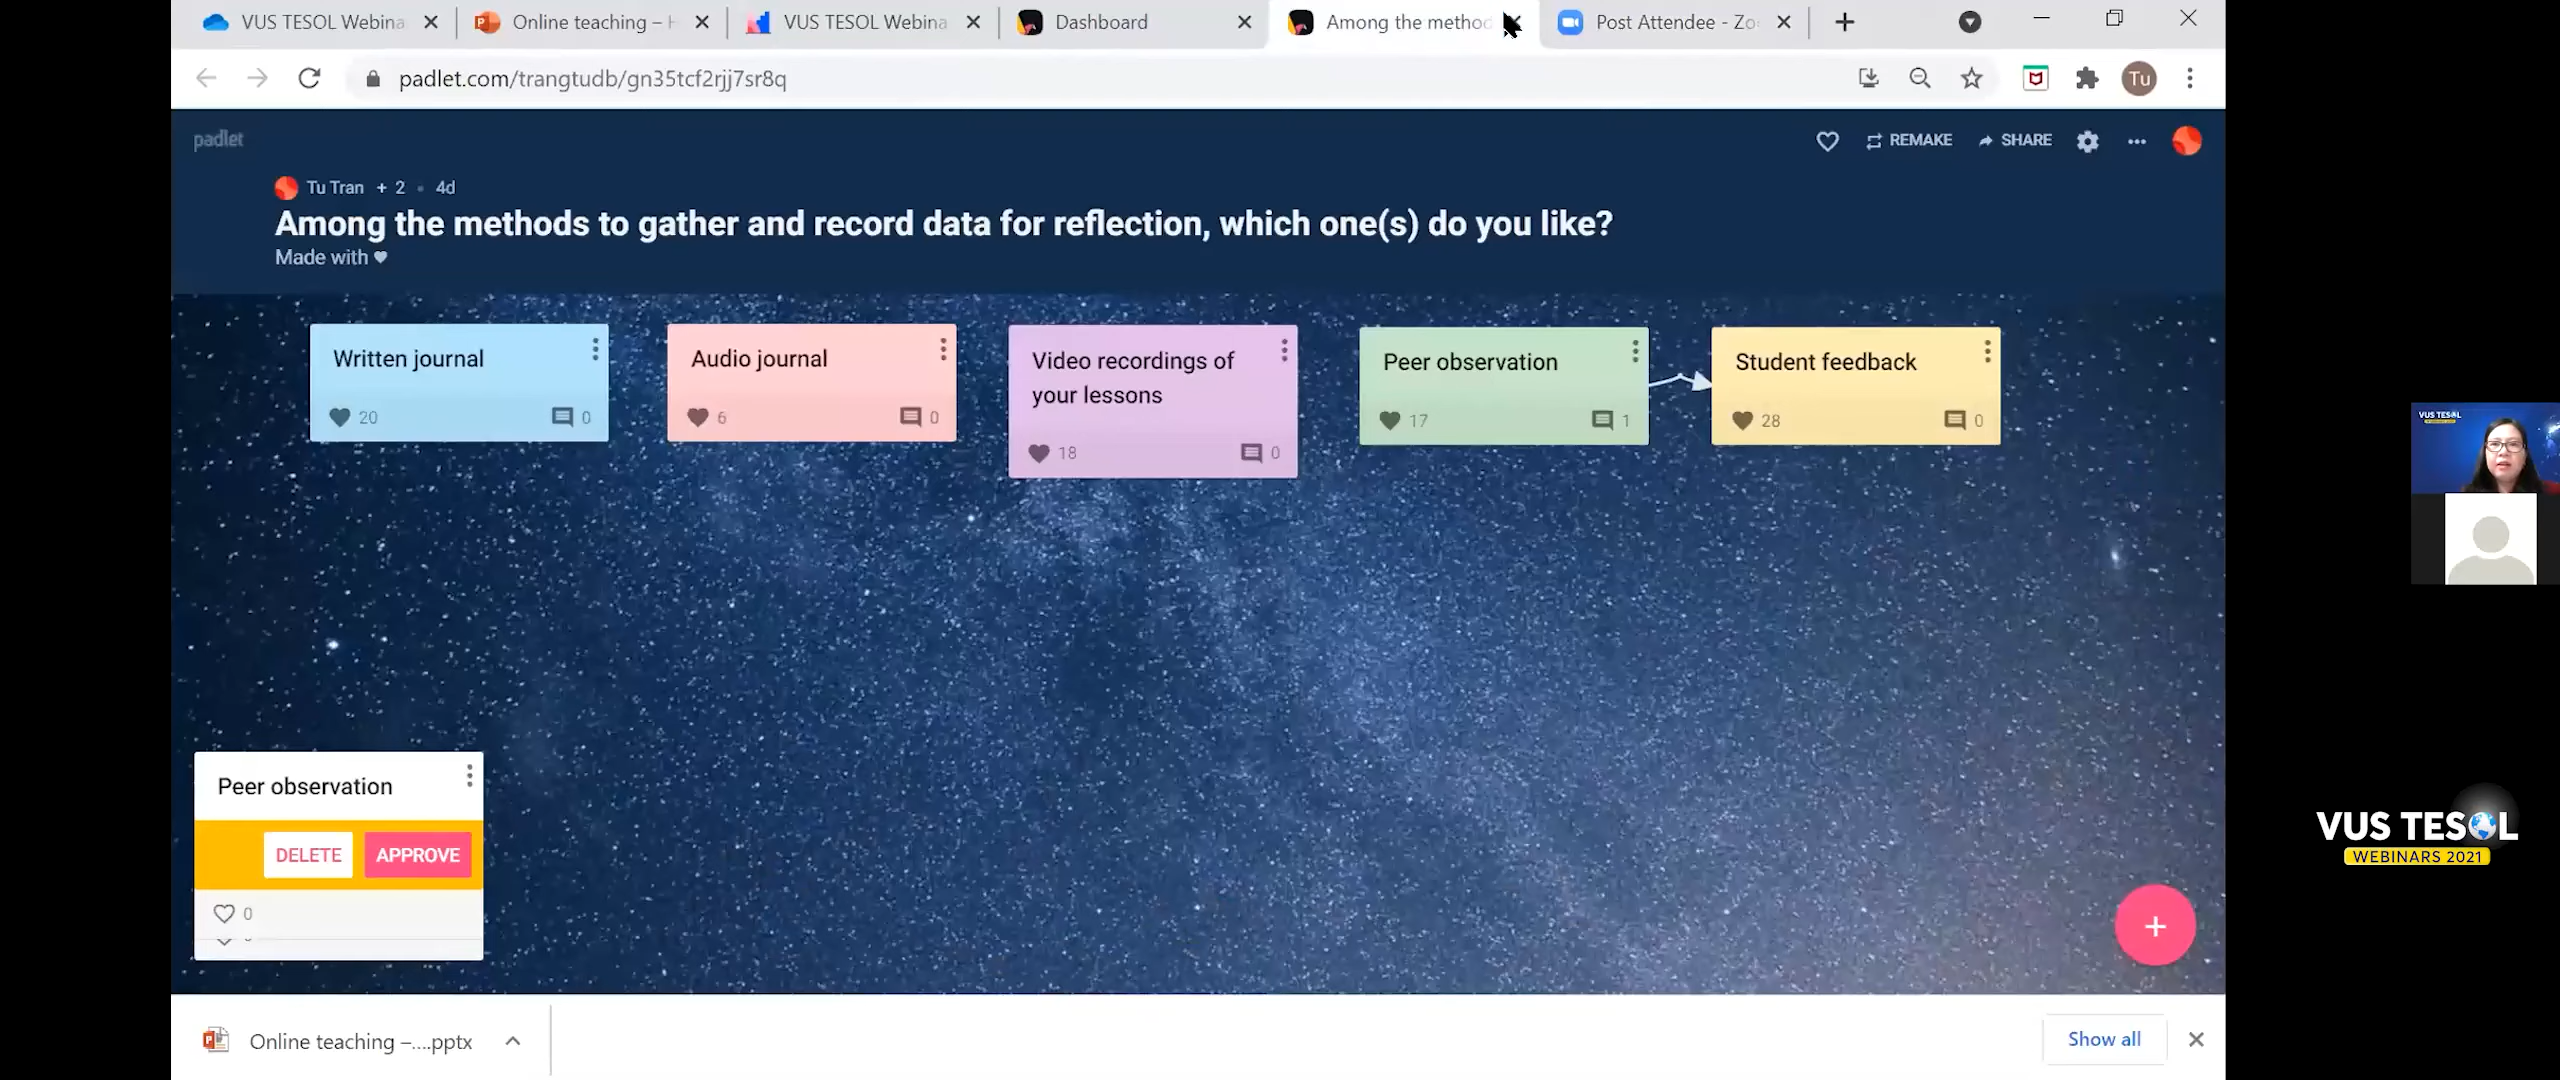 VUS TESOL Webina
Online teaching – H
VUS TESOL Webina
Dashboard
Among the method
Post Attendee - Zo
padlet.com/trangtudb/gn35tcf2rjj7sr8q
Tu
padlet
REMAKE
SHARE
Tu Tran + 2 • 4d
Among the methods to gather and record data for reflection, which one(s) do you like?
Made with ♥
Written journal
20
0
Audio journal
6
0
Video recordings of
your lessons
18
0
Peer observation
17
1
Student feedback
28
0
Peer observation
DELETE
APPROVE
0
Online teaching –....pptx
Show all
VUS TESOL
VUS TESOL
WEBINARS 2021